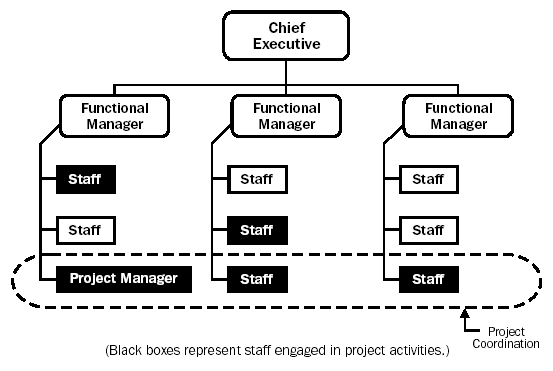 Chief
Executive
Functional
Manager
Functional
Manager
Functional
Manager
Staff
Staff
Staff
Staff
Staff
Staff
Project Manager
Staff
Staff
Project
Coordination
(Black boxes represent staff engaged in project activities.)